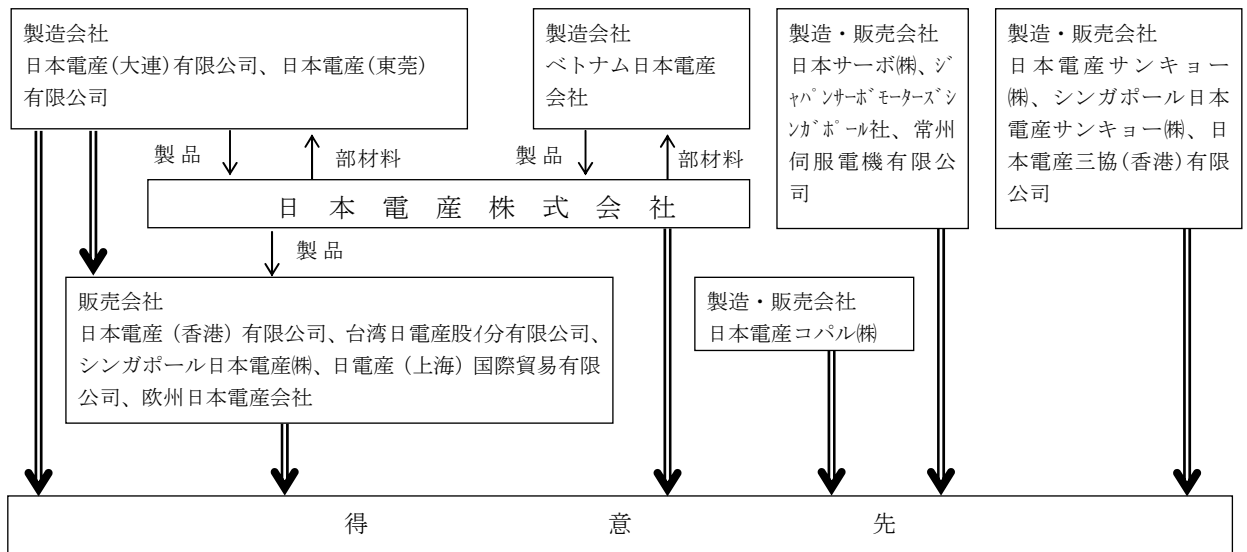 製造会社
日本電産(大連)有限公司、日本電産(東莞)
有限公司
製造会社
ベトナム日本電産
会社
製造・販売会社
日本サーボ㈱、ジ
ャパンサーボモーターズシ
ンガポール社、常州
伺服電機有限公
司
製造・販売会社
日本電産サンキョー
㈱、シンガポール日本
電産サンキョー㈱、日
本電産三協(香港)有限
公司
製 品
部材料
製 品
部材料
日 本 電 産 株 式 会 社
製 品
販売会社
日本電産（香港）有限公司、台湾日電産股イ分有限公司、
シンガポール日本電産㈱、日電産（上海）国際貿易有限
公司、欧州日本電産会社
製造・販売会社
日本電産コパル㈱
得 意 先